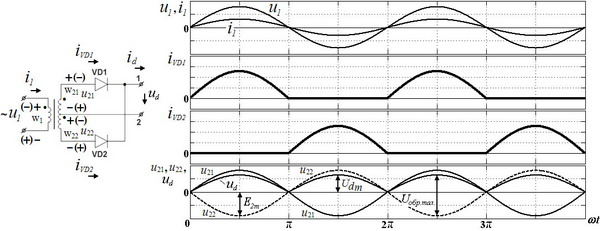 i1
~u1
(–)+
(+)–
w1
iVD1
+(–) VD1
w21 u21
–(+)
+(–)
w22 u22
–(+) VD2
iVD2
id
1
ud
2
u1, i1
u1
i1
0
iVD1
0
iVD2
0
u21, u22,
ud
0
u21
ud
u22
E2m
Udm
u22
u21
Uобр.max.
0 π 2π 3π ωt